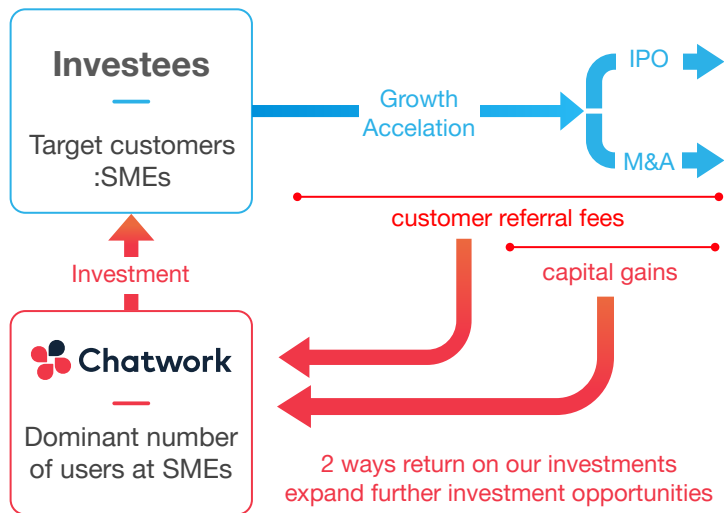 Investees
Target customers
:SMEs
Growth
Accelation
IPO
M&A
customer referral fees
capital gains
Investment
Chatwork
Dominant number
of users at SMEs
2 ways return on our investments
expand further investment opportunities